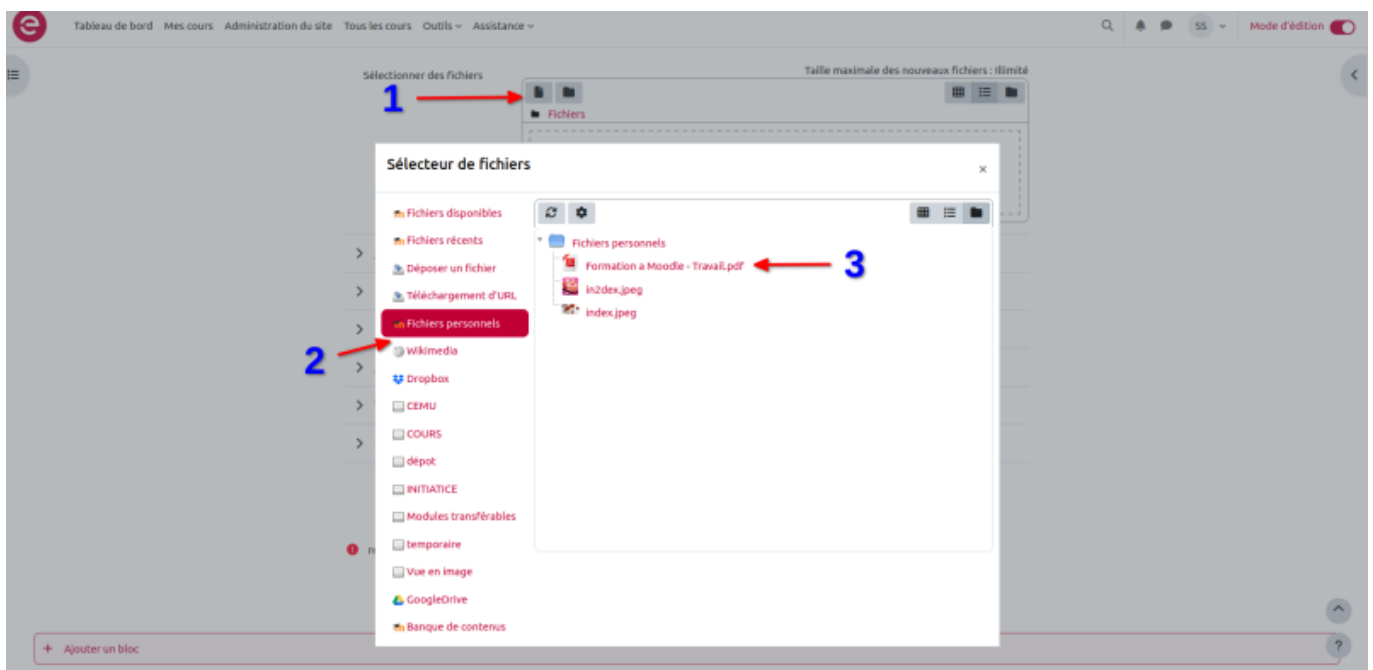 e
Tableau de bord Mes cours Administration du site Tous les cours Outils Assistance
SS Mode d'édition
Sélectionner des fichiers
Taille maximale des nouveaux fichiers : Illimité
1
Fichiers
Sélecteur de fichiers
×
Fichiers disponibles
Fichiers récents
Déposer un fichier
Téléchargement d'URL
Fichiers personnels
2
Wikimedia
Dropbox
CEMU
COURS
dépot
INITIATICE
Modules transférables
temporaire
Vue en image
GoogleDrive
Banque de contenus
Fichiers personnels
Formation a Moodle - Travail.pdf
3
in2dex.jpeg
index.jpeg
+ Ajouter un bloc
?